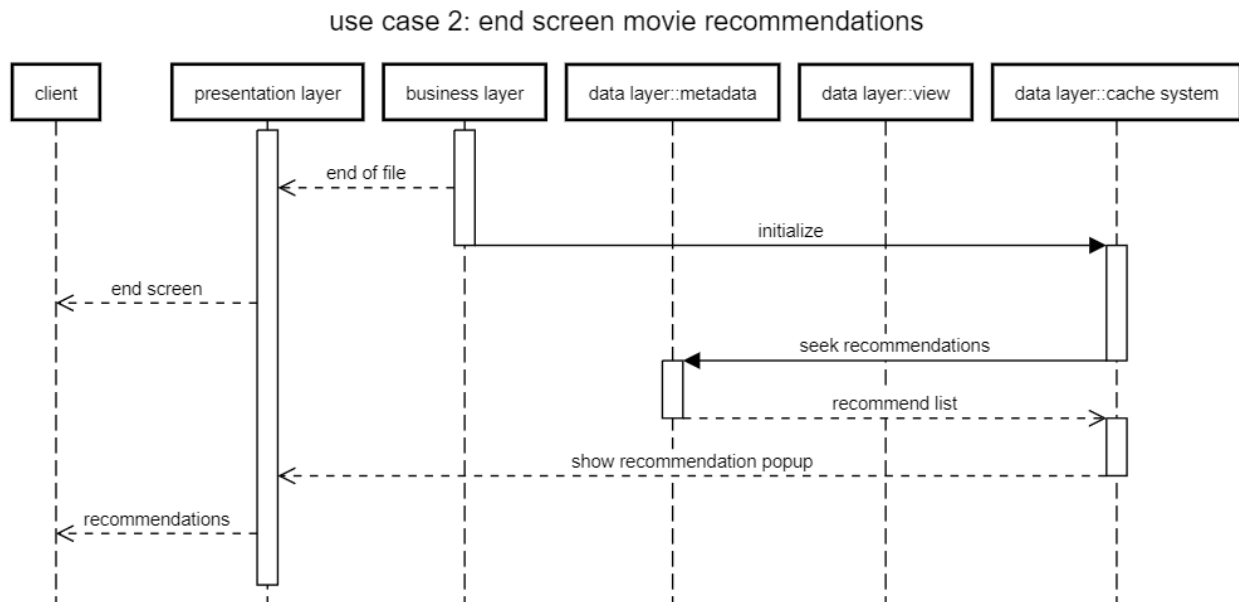 use case 2: end screen movie recommendations
client
presentation layer
business layer
data layer::metadata
data layer::view
data layer::cache system
end of file
initialize
end screen
seek recommendations
recommend list
show recommendation popup
recommendations